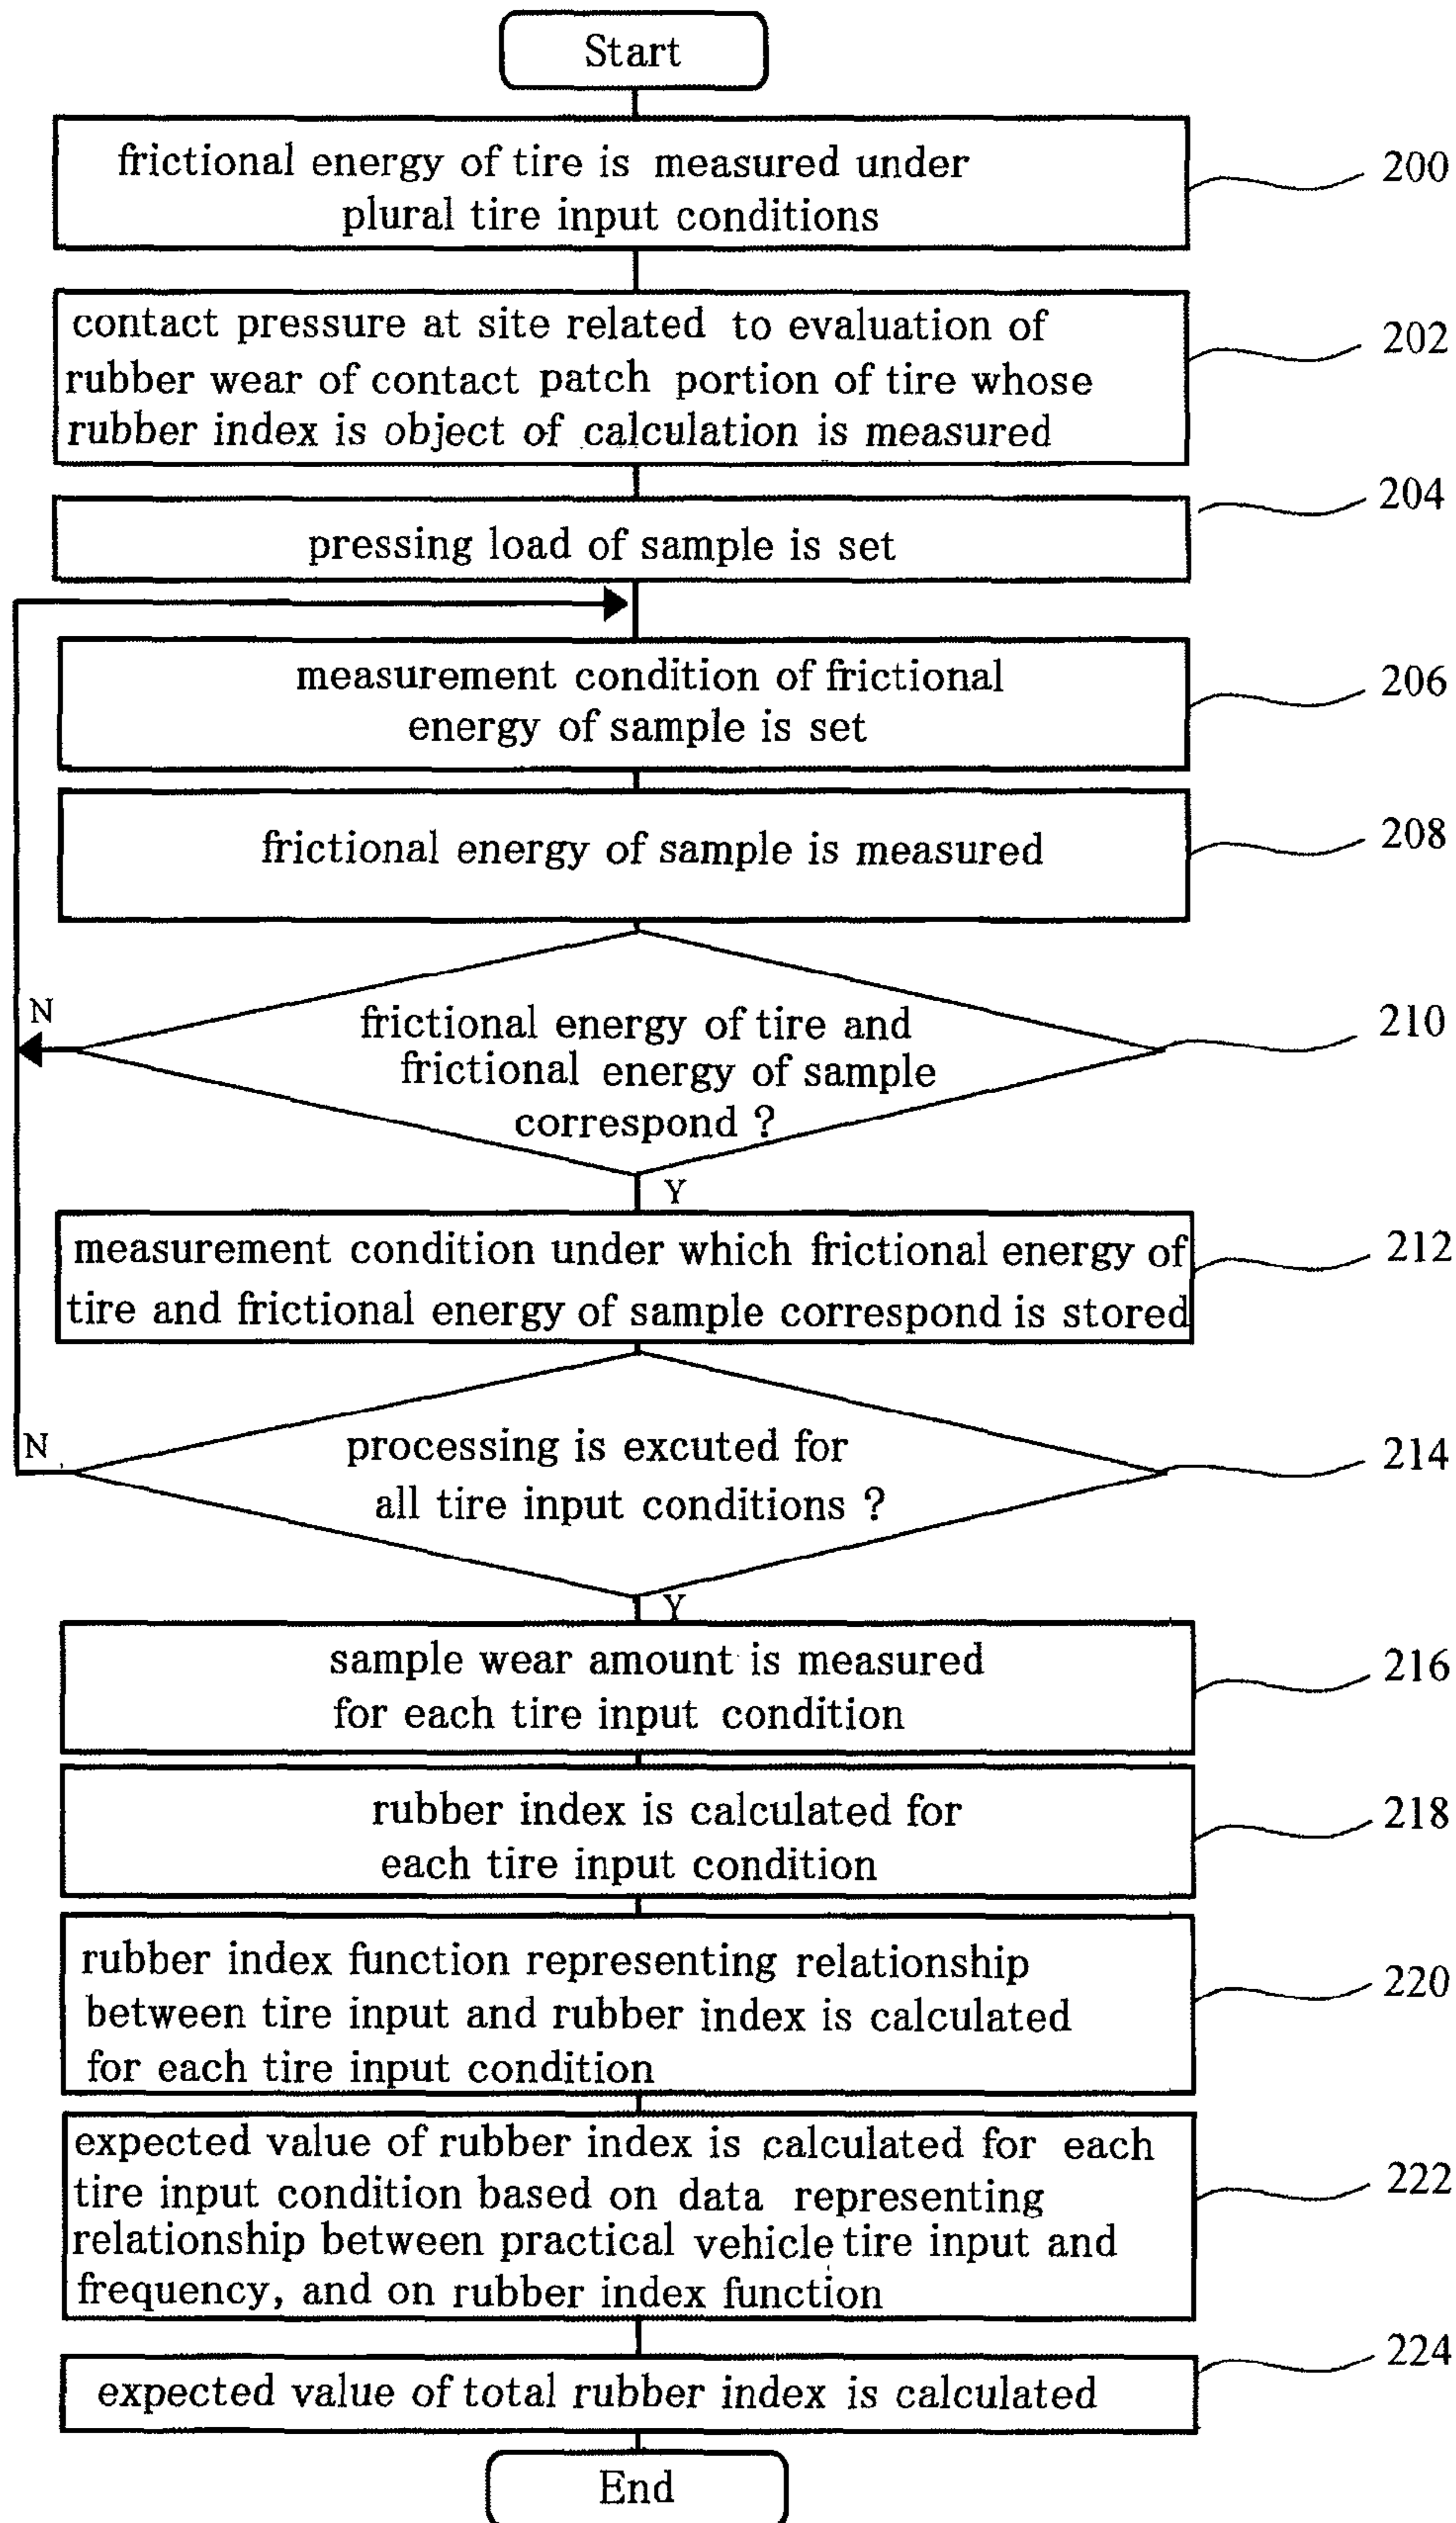 Start
frictional energy of tire is measured under
plural tire input conditions
200
contact pressure at site related to evaluation of
rubber wear of contact patch portion of tire whose
rubber index is object of calculation is measured
202
204
pressing load of sample is set
measurement condition of frictional
energy of sample is set
206
frictional energy of sample is measured
208
N
frictional energy of tire and
frictional energy of sample
correspond ?
210
Y
measurement condition under which frictional energy of
tire and frictional energy of sample correspond is stored
212
N
processing is excuted for
all tire input conditions ?
214
Y
sample wear amount is measured
for each tire input condition
216
rubber index is calculated for
each tire input condition
218
rubber index function representing relationship
between tire input and rubber index is calculated
for each tire input condition
220
expected value of rubber index is calculated for each
tire input condition based on data representing
relationship between practical vehicle tire input and
frequency, and on rubber index function
222
224
expected value of total rubber index is calculated
End